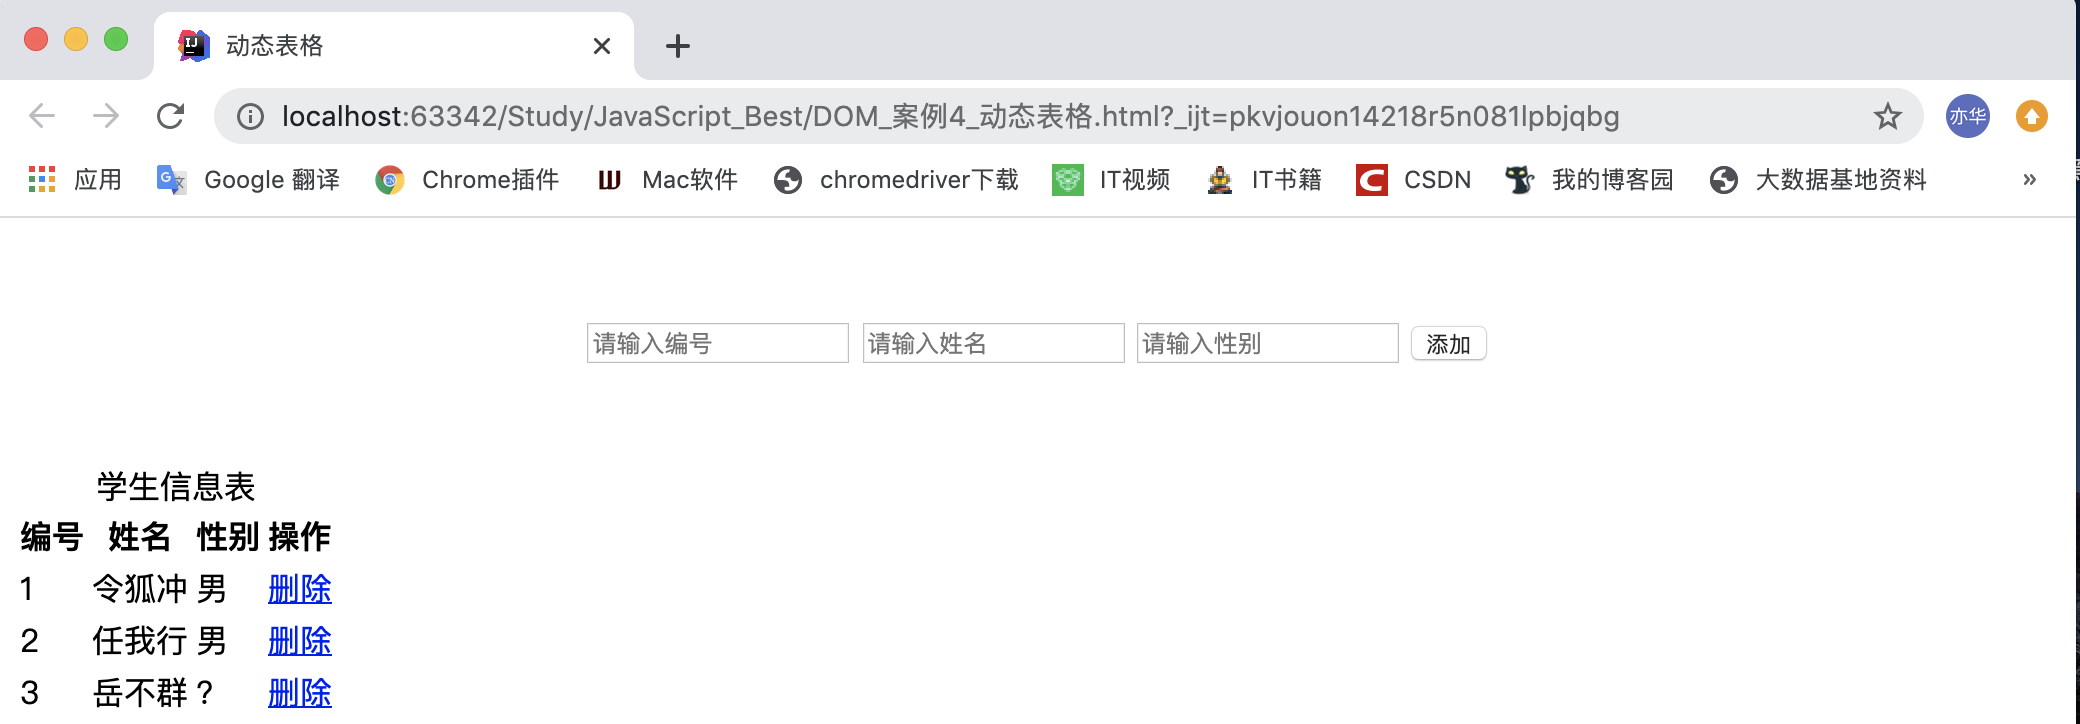 动态表格
localhost:63342/Study/JavaScript_Best/DOM_案例4_动态表格.html?_ijt=pkvjouon14218r5n081lpbjqbg 亦华
应用 Google 翻译 Chrome插件 Mac软件 chromedriver下载 IT视频 IT书籍 CSDN 我的博客园 大数据基地资料 »
请输入编号 请输入姓名 请输入性别 添加
学生信息表
编号 姓名 性别 操作
1 令狐冲 男 删除
2 任我行 男 删除
3 岳不群 ? 删除